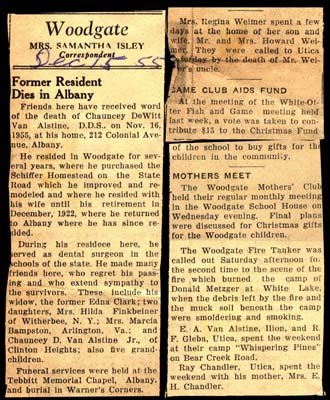 Woodgate
MRS. SAMANTHA ISLEY
Correspondent
Dec 15 55
Former Resident
Dies in Albany
Friends here have received word
of the death of Chauncey DeWitt
Van Alstine, D.D.S., on Nov. 16,
1955, at his home, 212 Colonial Ave-
nue, Albany.
He resided in Woodgate for sev-
eral years, where he purchased the
Schiffer Homestead on the State
Road which he improved and re-
modeled and where he resided with
his wife until his retirement in
December, 1922, where he returned
to Albany where he has since re-
sided.
During his residece here, he
served as dental surgeon in the
schools of the state. He made many
friends here, who regret his pass-
ing and who extend sympathy to
the survivors. These include his
widow, the former Edna Clark; two
daughters, Mrs. Hilda Finkbeiner
of Witherbee, N. Y.; Mrs. Marcia
Bampston, Arlington, Va.; and
Chauncey D. Van Alstine Jr., of
Clinton Heights; also five grand-
children.
Funeral services were held at the
Tebbitt Memorial Chapel, Albany,
and burial in Warner's Corners.
Mrs. Regina Weimer spent a few
days at the home of her son and
wife, Mr. and Mrs. Howard Wei-
mer. They were called to Utica
by the death of Mr. Wei-
mer's uncle.
GAME CLUB AIDS FUND
At the meeting of the White-Ot-
ter Fish and Game meeting held
last week, a vote was taken to con-
tribute $15 to the Christmas Fund
of the school to buy gifts for the
children in the community.
MOTHERS MEET
The Woodgate Mothers' Club
held their regular monthly meeting
in the Woodgate School House on
Wednesday evening. Final plans
were discussed for Christmas gifts
for the Woodgate children.
The Woodgate Fire Tanker was
called out Saturday afternoon fo.
the second time to the scene of the
fire which burned the camp of
Donald Metzger at White Lake,
when the debris left by the fire and
the muck soil beneath the camp
were smoldering and smoking.
E. A. Van Alstine, Ilion, and R.
F.Glehn, Utica, spent the weekend
at their camp "Whispering Pines"
on Bear Creek Road.
Ray Chandler, Utica, spent the
weekend with his mother, Mrs. E.
H. Chandler.